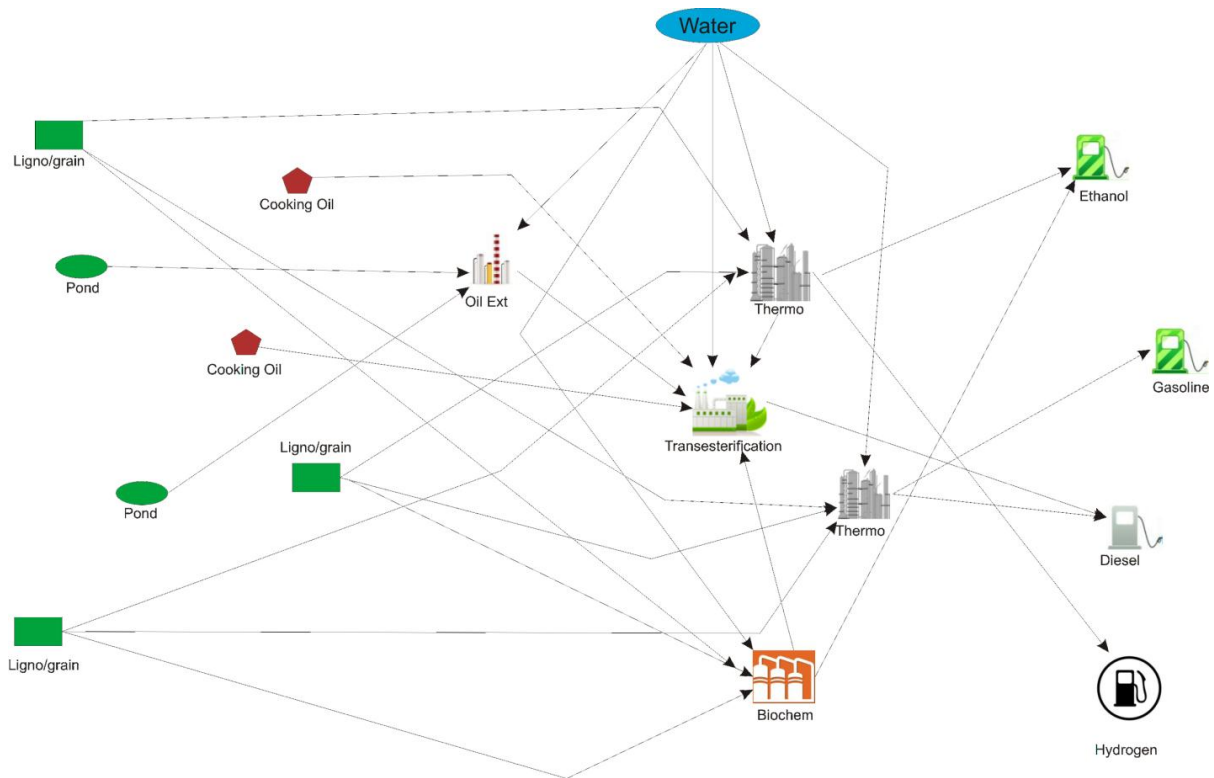 Water
Ligno/grain
Cooking Oil
Ethanol
Pond
Oil Ext
Thermo
Cooking Oil
Gasoline
Ligno/grain
Transesterification
Pond
Thermo
Diesel
Ligno/grain
Biochem
Hydrogen